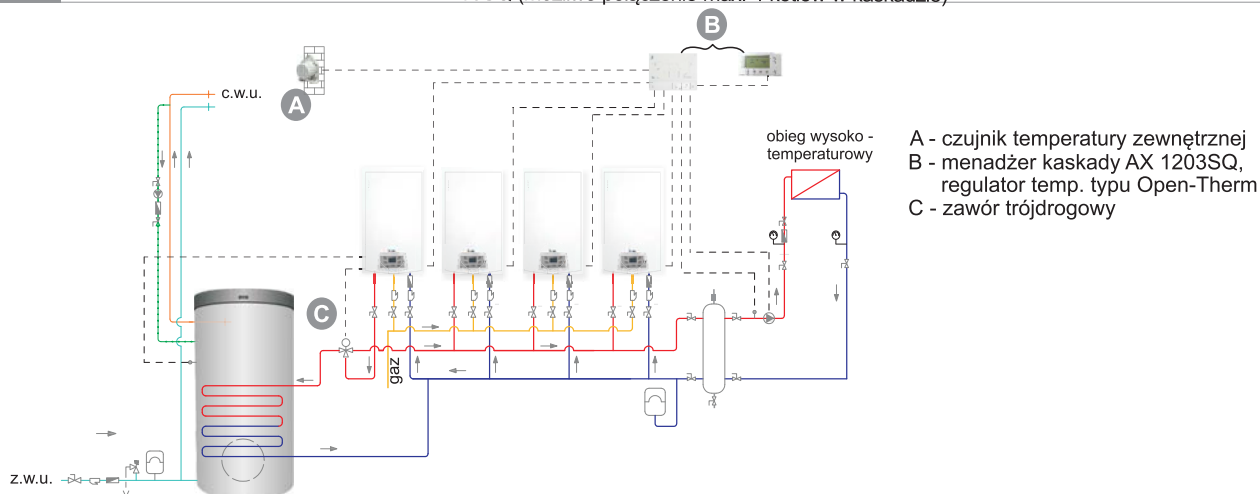 B
c.w.u.
A
obieg wysoko -
temperaturowy
A - czujnik temperatury zewnętrznej
B - menadżer kaskady AX 1203SQ,
regulator temp. typu Open-Therm
C - zawór trójdrogowy
C
gaz
z.w.u.